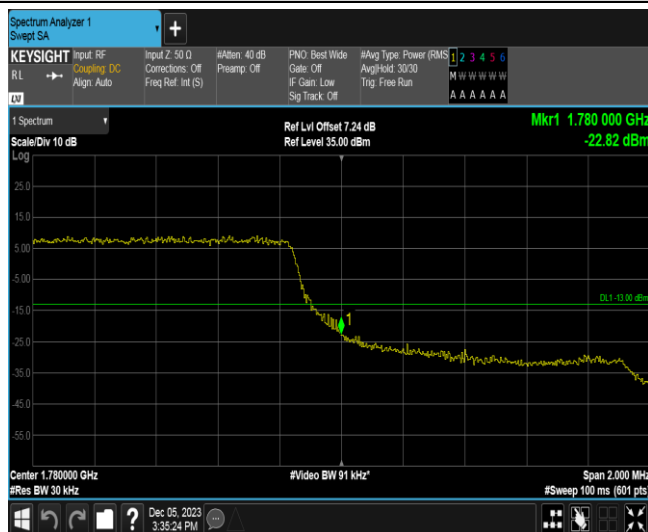 Spectrum Analyzer 1
Swept SA
+
KEYSIGHT Input: RF Input Z: 50 Ω #Atten: 40 dB PNO: Best Wide #Avg Type: Power (RMS 1 2 3 4 5 6
RL Coupling: DC Corrections: Off Preamp: Off Gate: Off Avg|Hold: 30/30 M W W W W W
Align: Auto Freq Ref: Int (S) IF Gain: Low Trig: Free Run
LXI Sig Track: Off A A A A A A
1 Spectrum Ref Lvl Offset 7.24 dB Mkr1 1.780 000 GHz
Scale/Div 10 dB Ref Level 35.00 dBm -22.82 dBm
Log
25.0
15.0
5.00
-5.00
DL1 -13.00 dBm
-15.0
1
-25.0
-35.0
-45.0
-55.0
Center 1.780000 GHz #Video BW 91 kHz* Span 2.000 MHz
#Res BW 30 kHz #Sweep 100 ms (601 pts)
? Dec 05, 2023
3:35:24 PM